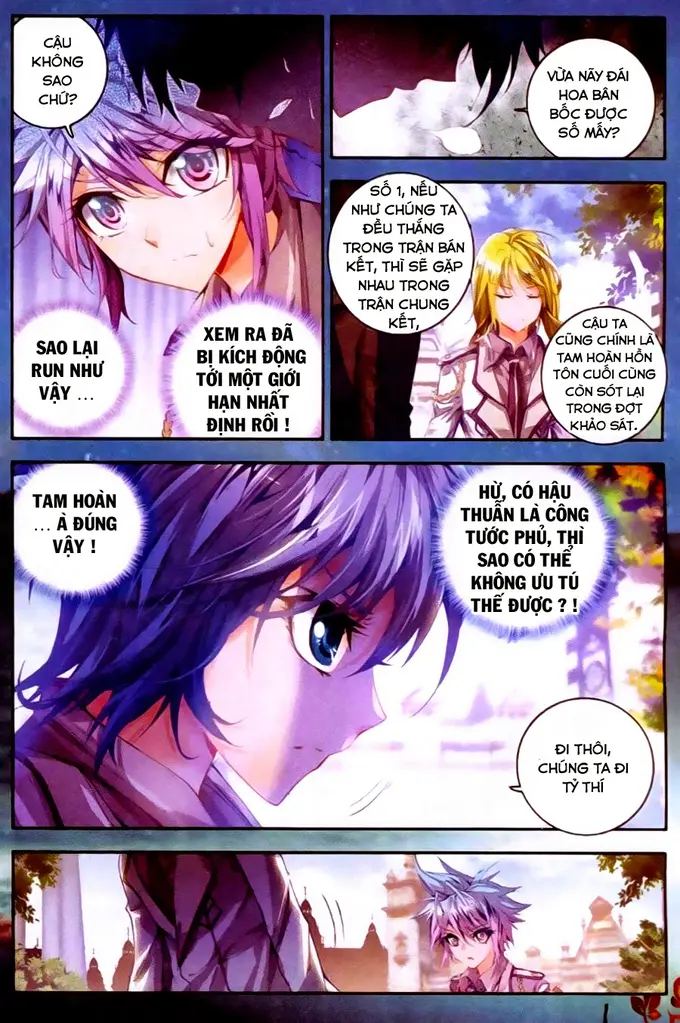 CẬU
KHÔNG
SAO
CHỨ?
VỪA NÃY ĐÁI
HOA BÂN
BỐC ĐƯỢC
SỐ MẤY?
SAO LẠI
RUN NHƯ
VẬY ...
XEM RA ĐÃ
BỊ KÍCH ĐỘNG
TỚI MỘT GIỚI
HẠN NHẤT
ĐỊNH RỒI !
SỐ 1, NẾU
NHƯ CHÚNG TA
ĐỀU THẮNG
TRONG TRẬN BÁN
KẾT, THÌ SẼ GẶP
NHAU TRONG
TRẬN CHUNG
KẾT,
CẬU TA
CŨNG CHÍNH LÀ
TAM HOÀN HỒN
TÔN CUỐI CÙNG
CÒN SÓT LẠI
TRONG ĐỢT
KHẢO SÁT.
TAM HOÀN
... À ĐÚNG
VẬY !
HỪ, CÓ HẬU
THUẪN LÀ CÔNG
TƯỚC PHỦ, THÌ
SAO CÓ THỂ
KHÔNG ƯU TÚ
THẾ ĐƯỢC ? !
ĐI THÔI,
CHÚNG TA ĐI
TỶ THÍ